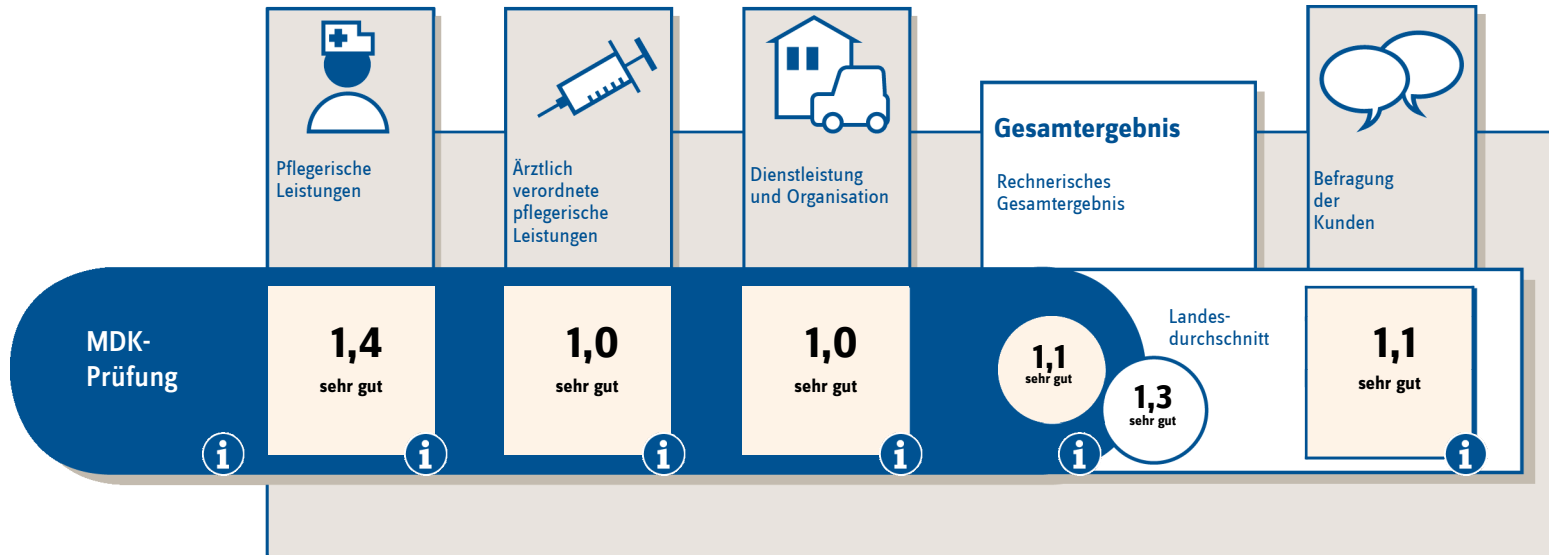 Pflegerische
Leistungen
Ärztlich
verordnete
pflegerische
Leistungen
Dienstleistung
und Organisation
Gesamtergebnis
Rechnerisches
Gesamtergebnis
Befragung
der
Kunden
MDK-
Prüfung
1,4
sehr gut
1,0
sehr gut
1,0
sehr gut
1,1
sehr gut
Landes-
durchschnitt
1,3
sehr gut
1,1
sehr gut
i
i
i
i
i
i